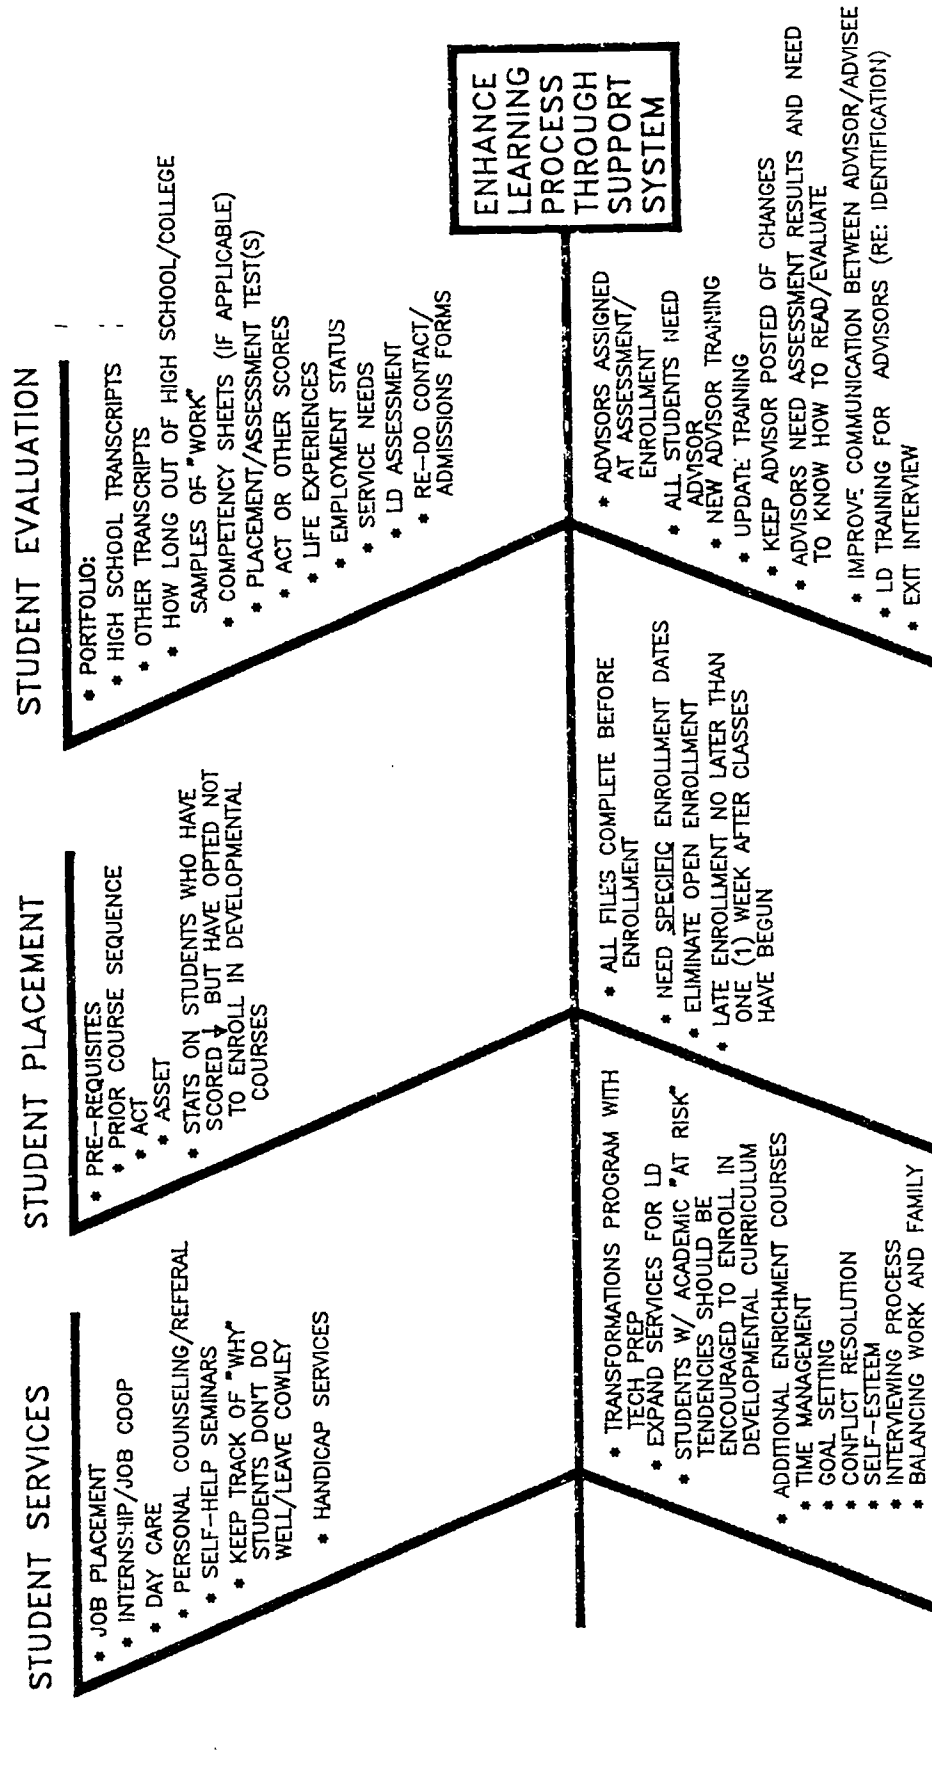 STUDENT SERVICES
* JOB PLACEMENT
* INTERNSHIP/JOB COOP
* DAY CARE
* PERSONAL COUNSELING/REFERAL
* SELF-HELP SEMINARS
* KEEP TRACK OF "WHY"
STUDENTS DON'T DO
WELL/LEAVE COWLEY
* HANDICAP SERVICES
STUDENT PLACEMENT
* PRE-REQUISITES
* PRIOR COURSE SEQUENCE
* ACT
* ASSET
* STATS ON STUDENTS WHO HAVE
SCORED ↓ BUT HAVE OPTED NOT
TO ENROLL IN DEVELOPMENTAL
COURSES
STUDENT EVALUATION
* PORTFOLIO:
* HIGH SCHOOL TRANSCRIPTS
* OTHER TRANSCRIPTS
* HOW LONG OUT OF HIGH SCHOOL/COLLEGE
SAMPLES OF "WORK"
* COMPETENCY SHEETS (IF APPLICABLE)
* PLACEMENT/ASSESSMENT TEST(S)
* ACT OR OTHER SCORES
* LIFE EXPERIENCES
* EMPLOYMENT STATUS
* SERVICE NEEDS
* LD ASSESSMENT
* RE-DO CONTACT/
ADMISSIONS FORMS
ENHANCE
LEARNING
PROCESS
THROUGH
SUPPORT
SYSTEM
* TRANSFORMATIONS PROGRAM WITH
TECH PREP
* EXPAND SERVICES FOR LD
* STUDENTS W/ ACADEMIC "AT RISK"
TENDENCIES SHOULD BE
ENCOURAGED TO ENROLL IN
DEVELOPMENTAL CURRICULUM
* ADDITIONAL ENRICHMENT COURSES
* TIME MANAGEMENT
* GOAL SETTING
* CONFLICT RESOLUTION
* SELF-ESTEEM
* INTERVIEWING PROCESS
* BALANCING WORK AND FAMILY
* ALL FILES COMPLETE BEFORE
ENROLLMENT
* NEED SPECIFIC ENROLLMENT DATES
* ELIMINATE OPEN ENROLLMENT
* LATE ENROLLMENT NO LATER THAN
ONE (1) WEEK AFTER CLASSES
HAVE BEGUN
* ADVISORS ASSIGNED
AT ASSESSMENT/
ENROLLMENT
* ALL STUDENTS NEED
ADVISOR
* NEW ADVISOR TRAINING
* UPDATE TRAINING
* KEEP ADVISOR POSTED OF CHANGES
* ADVISORS NEED ASSESSMENT RESULTS AND NEED
TO KNOW HOW TO READ/EVALUATE
* IMPROVE COMMUNICATION BETWEEN ADVISOR/ADVISEE
* LD TRAINING FOR ADVISORS (RE: IDENTIFICATION)
* EXIT INTERVIEW